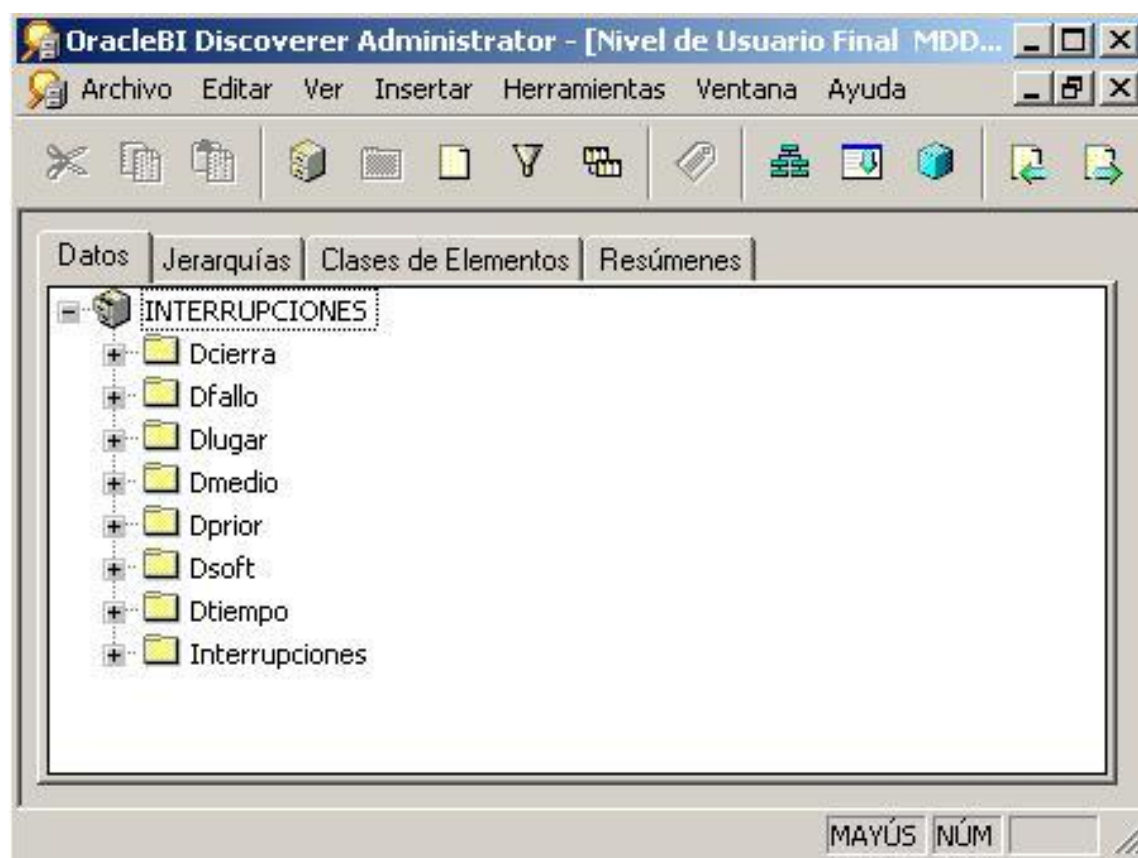 OracleBI Discoverer Administrator - [Nivel de Usuario Final MDD...
Archivo Editar Ver Insertar Herramientas Ventana Ayuda
Datos Jerarquías Clases de Elementos Resúmenes
INTERRUPCIONES
Dcierra
Dfallo
Dlugar
Dmedio
Dprior
Dsoft
Dtiempo
Interrupciones
MAYÚS NÚM